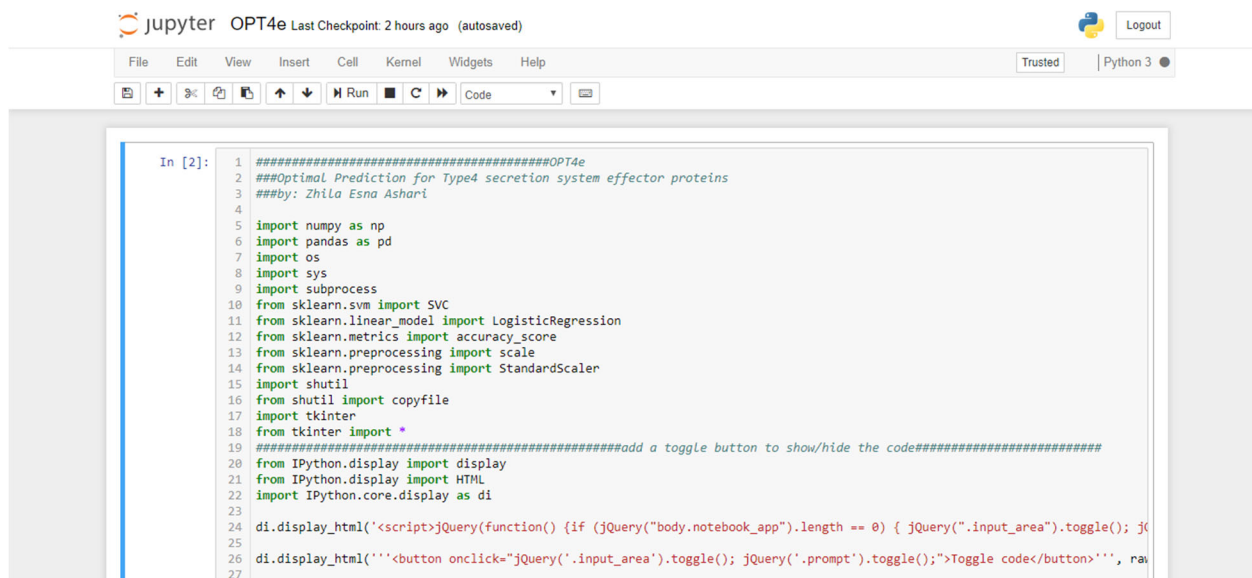 jupyter OPT4e Last Checkpoint: 2 hours ago (autosaved) Logout
File Edit View Insert Cell Kernel Widgets Help Trusted Python 3
Run Code
In [2]:
1 #########################################OPT4e
2 ###Optimal Prediction for Type4 secretion system effector proteins
3 ###by: Zhila Esna Ashari
4
5 import numpy as np
6 import pandas as pd
7 import os
8 import sys
9 import subprocess
10 from sklearn.svm import SVC
11 from sklearn.linear_model import LogisticRegression
12 from sklearn.metrics import accuracy_score
13 from sklearn.preprocessing import scale
14 from sklearn.preprocessing import StandardScaler
15 import shutil
16 from shutil import copyfile
17 import tkinter
18 from tkinter import *
19 ###################################################add a toggle button to show/hide the code##########################
20 from IPython.display import display
21 from IPython.display import HTML
22 import IPython.core.display as di
23
24 di.display_html('<script>jQuery(function() {if (jQuery("body.notebook_app").length == 0) { jQuery(".input_area").toggle(); jQ
25
26 di.display_html('''<button onclick="jQuery('.input_area').toggle(); jQuery('.prompt').toggle();">Toggle code</button>''', raw
27